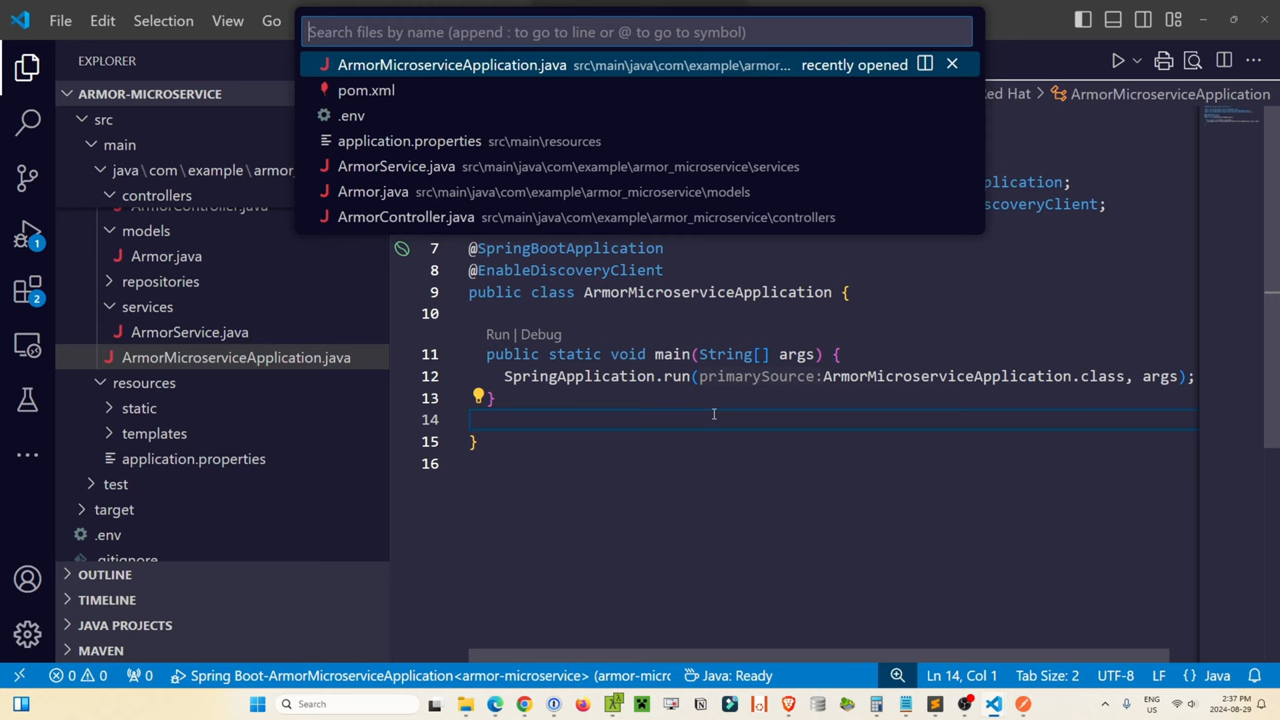 File Edit Selection View Go
Search files by name (append : to go to line or @ to go to symbol)
ArmorMicroserviceApplication.java src\main\java\com\example\armor... recently opened
pom.xml
.env
application.properties src\main\resources
ArmorService.java src\main\java\com\example\armor_microservice\services
Armor.java src\main\java\com\example\armor_microservice\models
ArmorController.java src\main\java\com\example\armor_microservice\controllers
EXPLORER
ARMOR-MICROSERVICE
src
main
java\com\example\armor_
controllers
ArmorController.java
models
Armor.java
repositories
services
ArmorService.java
ArmorMicroserviceApplication.java
resources
static
templates
application.properties
test
target
.env
.gitignore
OUTLINE
TIMELINE
JAVA PROJECTS
MAVEN
1
2
ed Hat ArmorMicroserviceApplication
plication;
scoveryClient;
7 @SpringBootApplication
8 @EnableDiscoveryClient
9 public class ArmorMicroserviceApplication {
10
Run | Debug
11 public static void main(String[] args) {
12 SpringApplication.run(primarySource:ArmorMicroserviceApplication.class, args);
13 }
14
15 }
16
0 0 0 Spring Boot-ArmorMicroserviceApplication<armor-microservice> (armor-micro Java: Ready
Ln 14, Col 1 Tab Size: 2 UTF-8 LF {} Java
Search
ENG
US
2:37 PM
2024-08-29